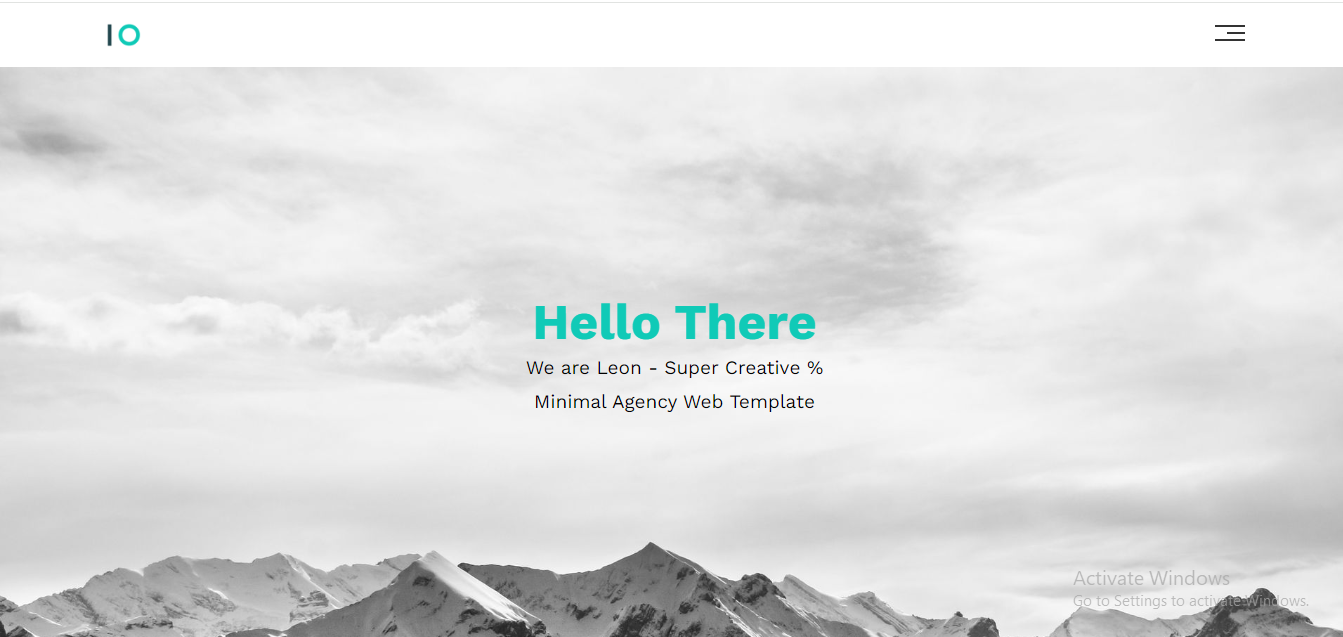 IO
Hello There
We are Leon - Super Creative %
Minimal Agency Web Template
Activate Windows
Go to Settings to activate Windows.